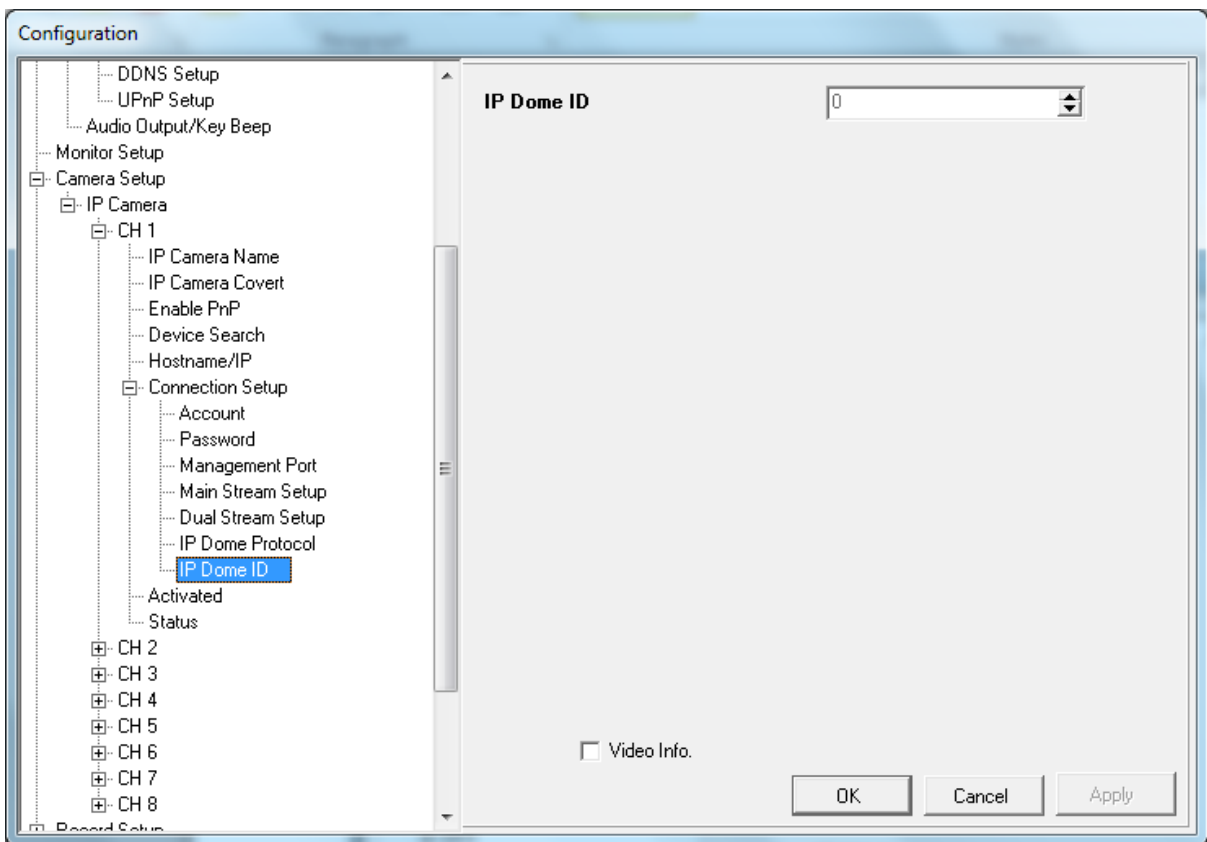 Configuration
DDNS Setup
UPnP Setup
Audio Output/Key Beep
Monitor Setup
Camera Setup
IP Camera
CH 1
IP Camera Name
IP Camera Covert
Enable PnP
Device Search
Hostname/IP
Connection Setup
Account
Password
Management Port
Main Stream Setup
Dual Stream Setup
IP Dome Protocol
IP Dome ID
Activated
Status
CH 2
CH 3
CH 4
CH 5
CH 6
CH 7
CH 8
Record Setup
IP Dome ID
0
Video Info.
OK
Cancel
Apply